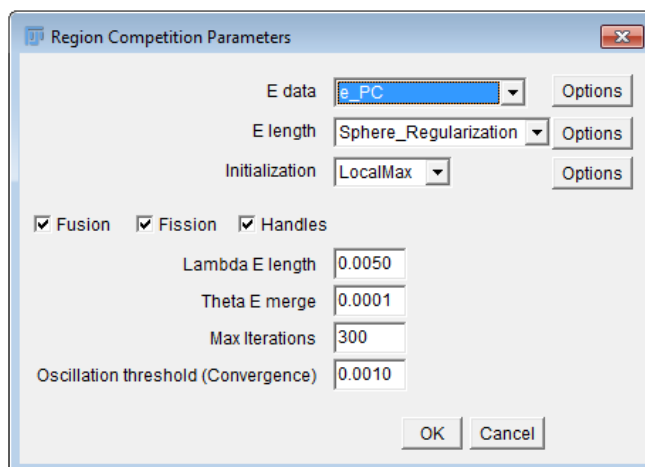 Region Competition Parameters
E data e_PC Options
E length Sphere_Regularization Options
Initialization LocalMax Options
Fusion Fission Handles
Lambda E length 0.0050
Theta E merge 0.0001
Max Iterations 300
Oscillation threshold (Convergence) 0.0010
OK Cancel